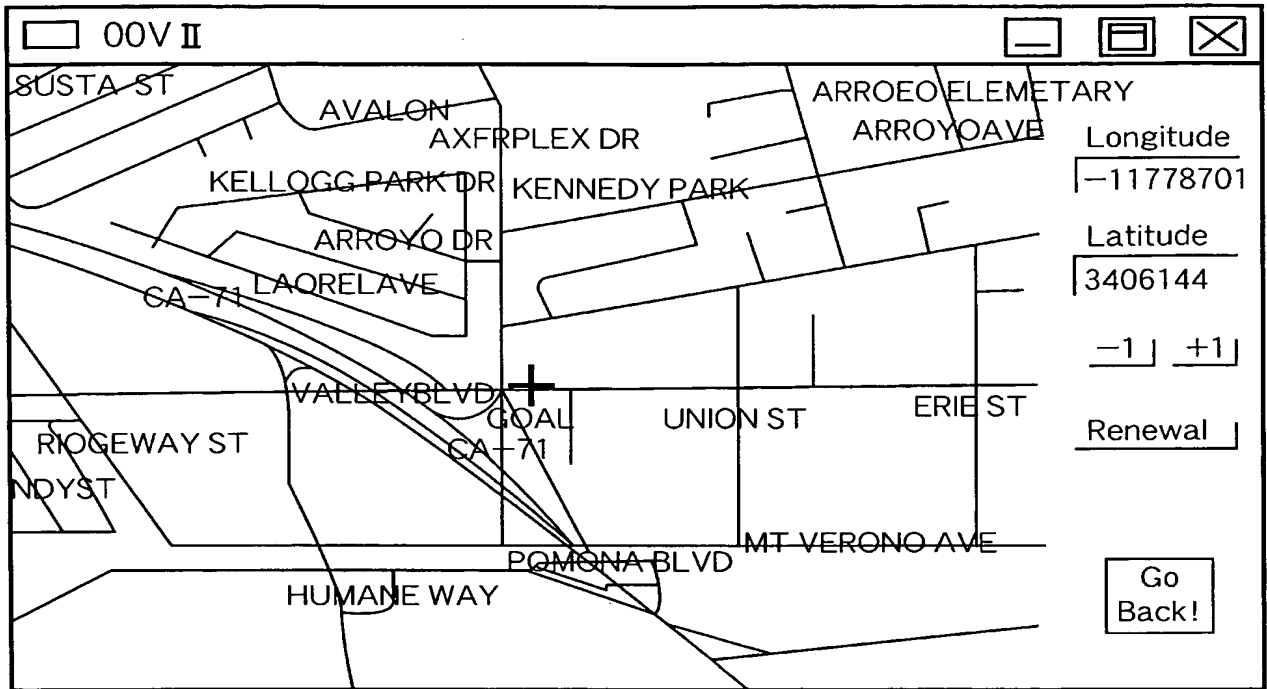 00V II
SUSTA ST
AVALON
ARROEO ELEMETARY
AXFRPLEX DR
ARROYOAVE
Longitude
-11778701
KELLOGG PARK DR
KENNEDY PARK
ARROYO DR
Latitude
3406144
LAORELAVE
CA-71
-1
+1
VALLEYBLVD
GOAL
UNION ST
ERIE ST
Renewal
RIOGEWAY ST
CA-71
NDYST
MT VERONO AVE
POMONA BLVD
HUMANE WAY
Go
Back!